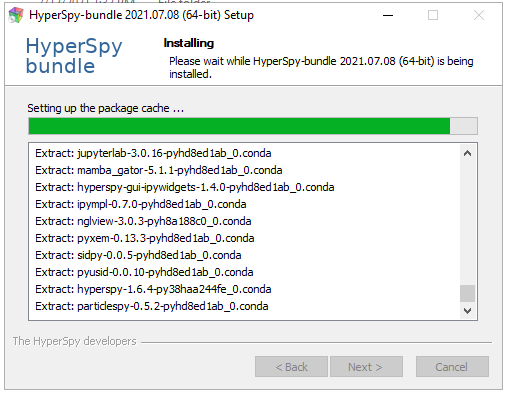 File folder
HyperSpy-bundle 2021.07.08 (64-bit) Setup
HyperSpy
bundle
Installing
Please wait while HyperSpy-bundle 2021.07.08 (64-bit) is being
installed.
Setting up the package cache ...
Extract: jupyterlab-3.0.16-pyhd8ed1ab_0.conda
Extract: mamba_gator-5.1.1-pyhd8ed1ab_0.conda
Extract: hyperspy-gui-ipywidgets-1.4.0-pyhd8ed1ab_0.conda
Extract: ipympl-0.7.0-pyhd8ed1ab_0.conda
Extract: nglview-3.0.3-pyh8a188c0_0.conda
Extract: pyxem-0.13.3-pyhd8ed1ab_0.conda
Extract: sidpy-0.0.5-pyhd8ed1ab_0.conda
Extract: pyusid-0.0.10-pyhd8ed1ab_0.conda
Extract: hyperspy-1.6.4-py38haa244fe_0.conda
Extract: particlespy-0.5.2-pyhd8ed1ab_0.conda
The HyperSpy developers
< Back Next > Cancel